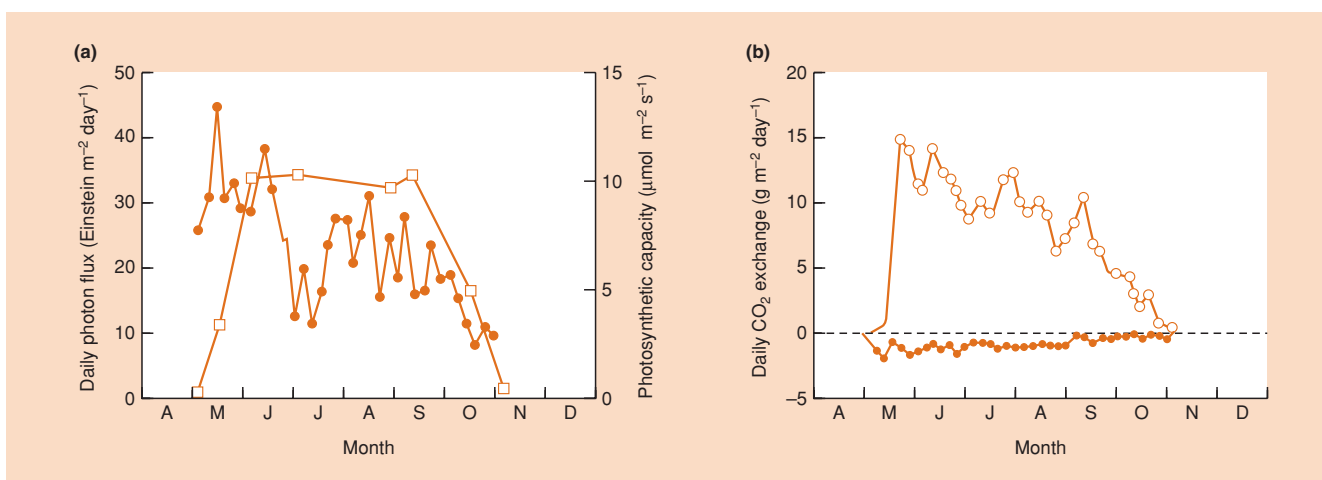 (a)
50
40
30
20
10
0
Daily photon flux (Einstein m⁻² day⁻¹)
15
10
5
0
Photosynthetic capacity (μmol m⁻² s⁻¹)
A M J J A S O N D
Month
(b)
20
15
10
5
0
–5
Daily CO₂ exchange (g m⁻² day⁻¹)
A M J J A S O N D
Month